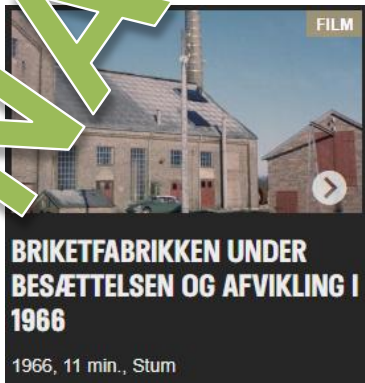 FILM
BRIKETFABRIKKEN UNDER
BESÆTTELSEN OG AFVIKLING I
1966
1966, 11 min., Stum